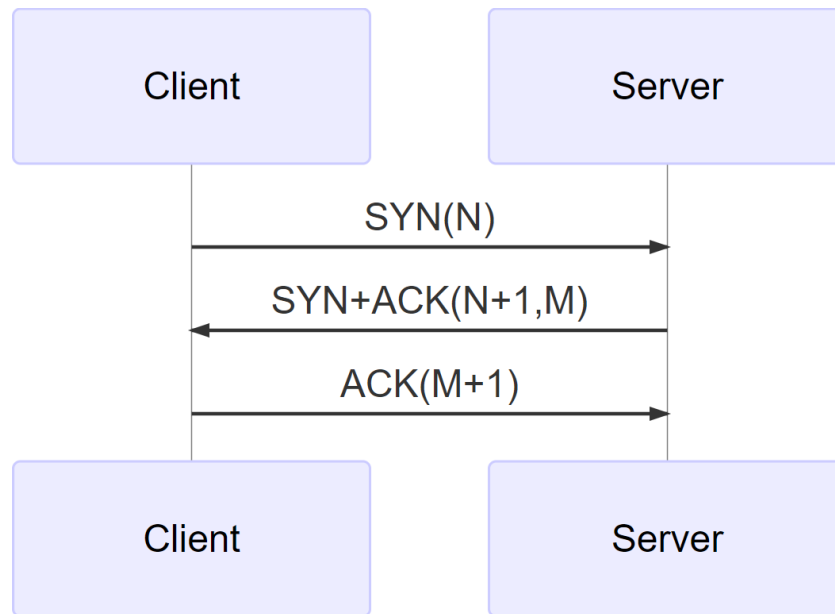 Client
Server
SYN(N)
SYN+ACK(N+1,M)
ACK(M+1)
Client
Server